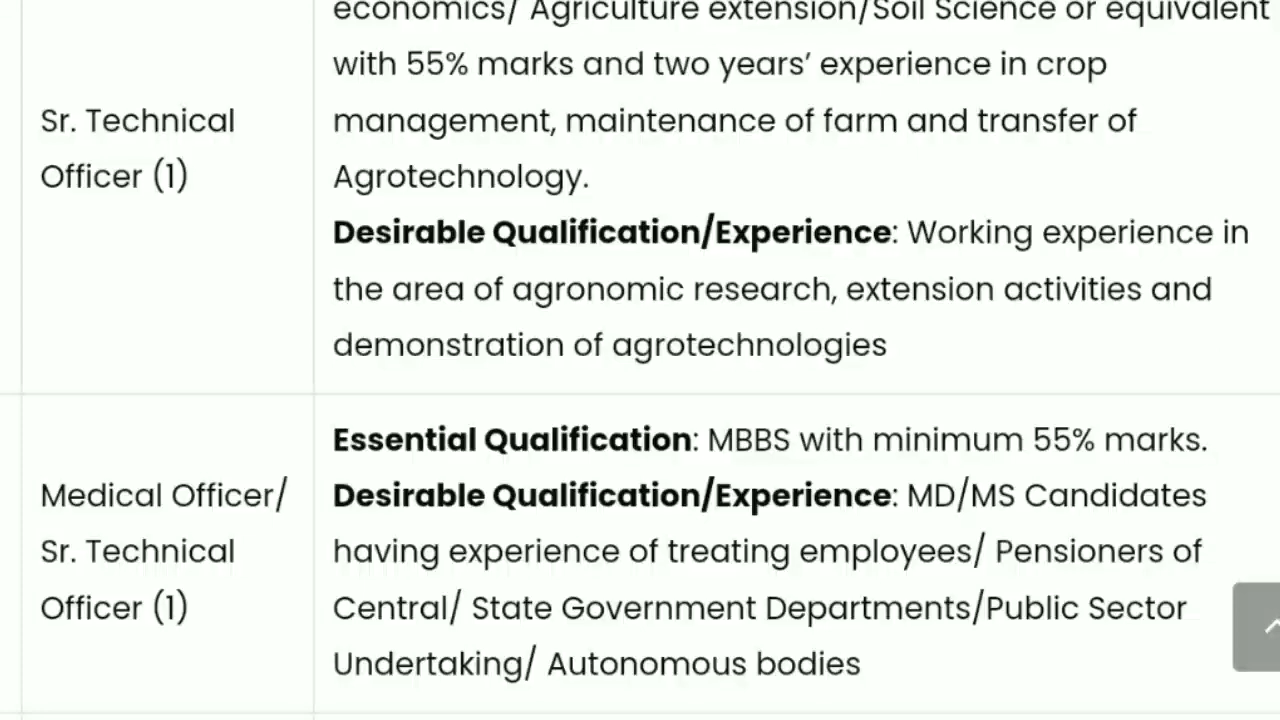 economics/ Agriculture extension/Soil Science or equivalent
with 55% marks and two years’ experience in crop
Sr. Technical
Officer (1)
management, maintenance of farm and transfer of
Agrotechnology.
Desirable Qualification/Experience: Working experience in
the area of agronomic research, extension activities and
demonstration of agrotechnologies
Medical Officer/
Sr. Technical
Officer (1)
Essential Qualification: MBBS with minimum 55% marks.
Desirable Qualification/Experience: MD/MS Candidates
having experience of treating employees/ Pensioners of
Central/ State Government Departments/Public Sector
Undertaking/ Autonomous bodies